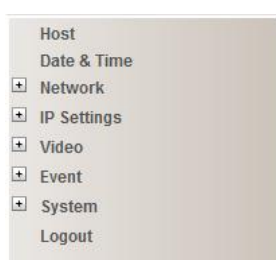 Host
Date & Time
Network
IP Settings
Video
Event
System
Logout